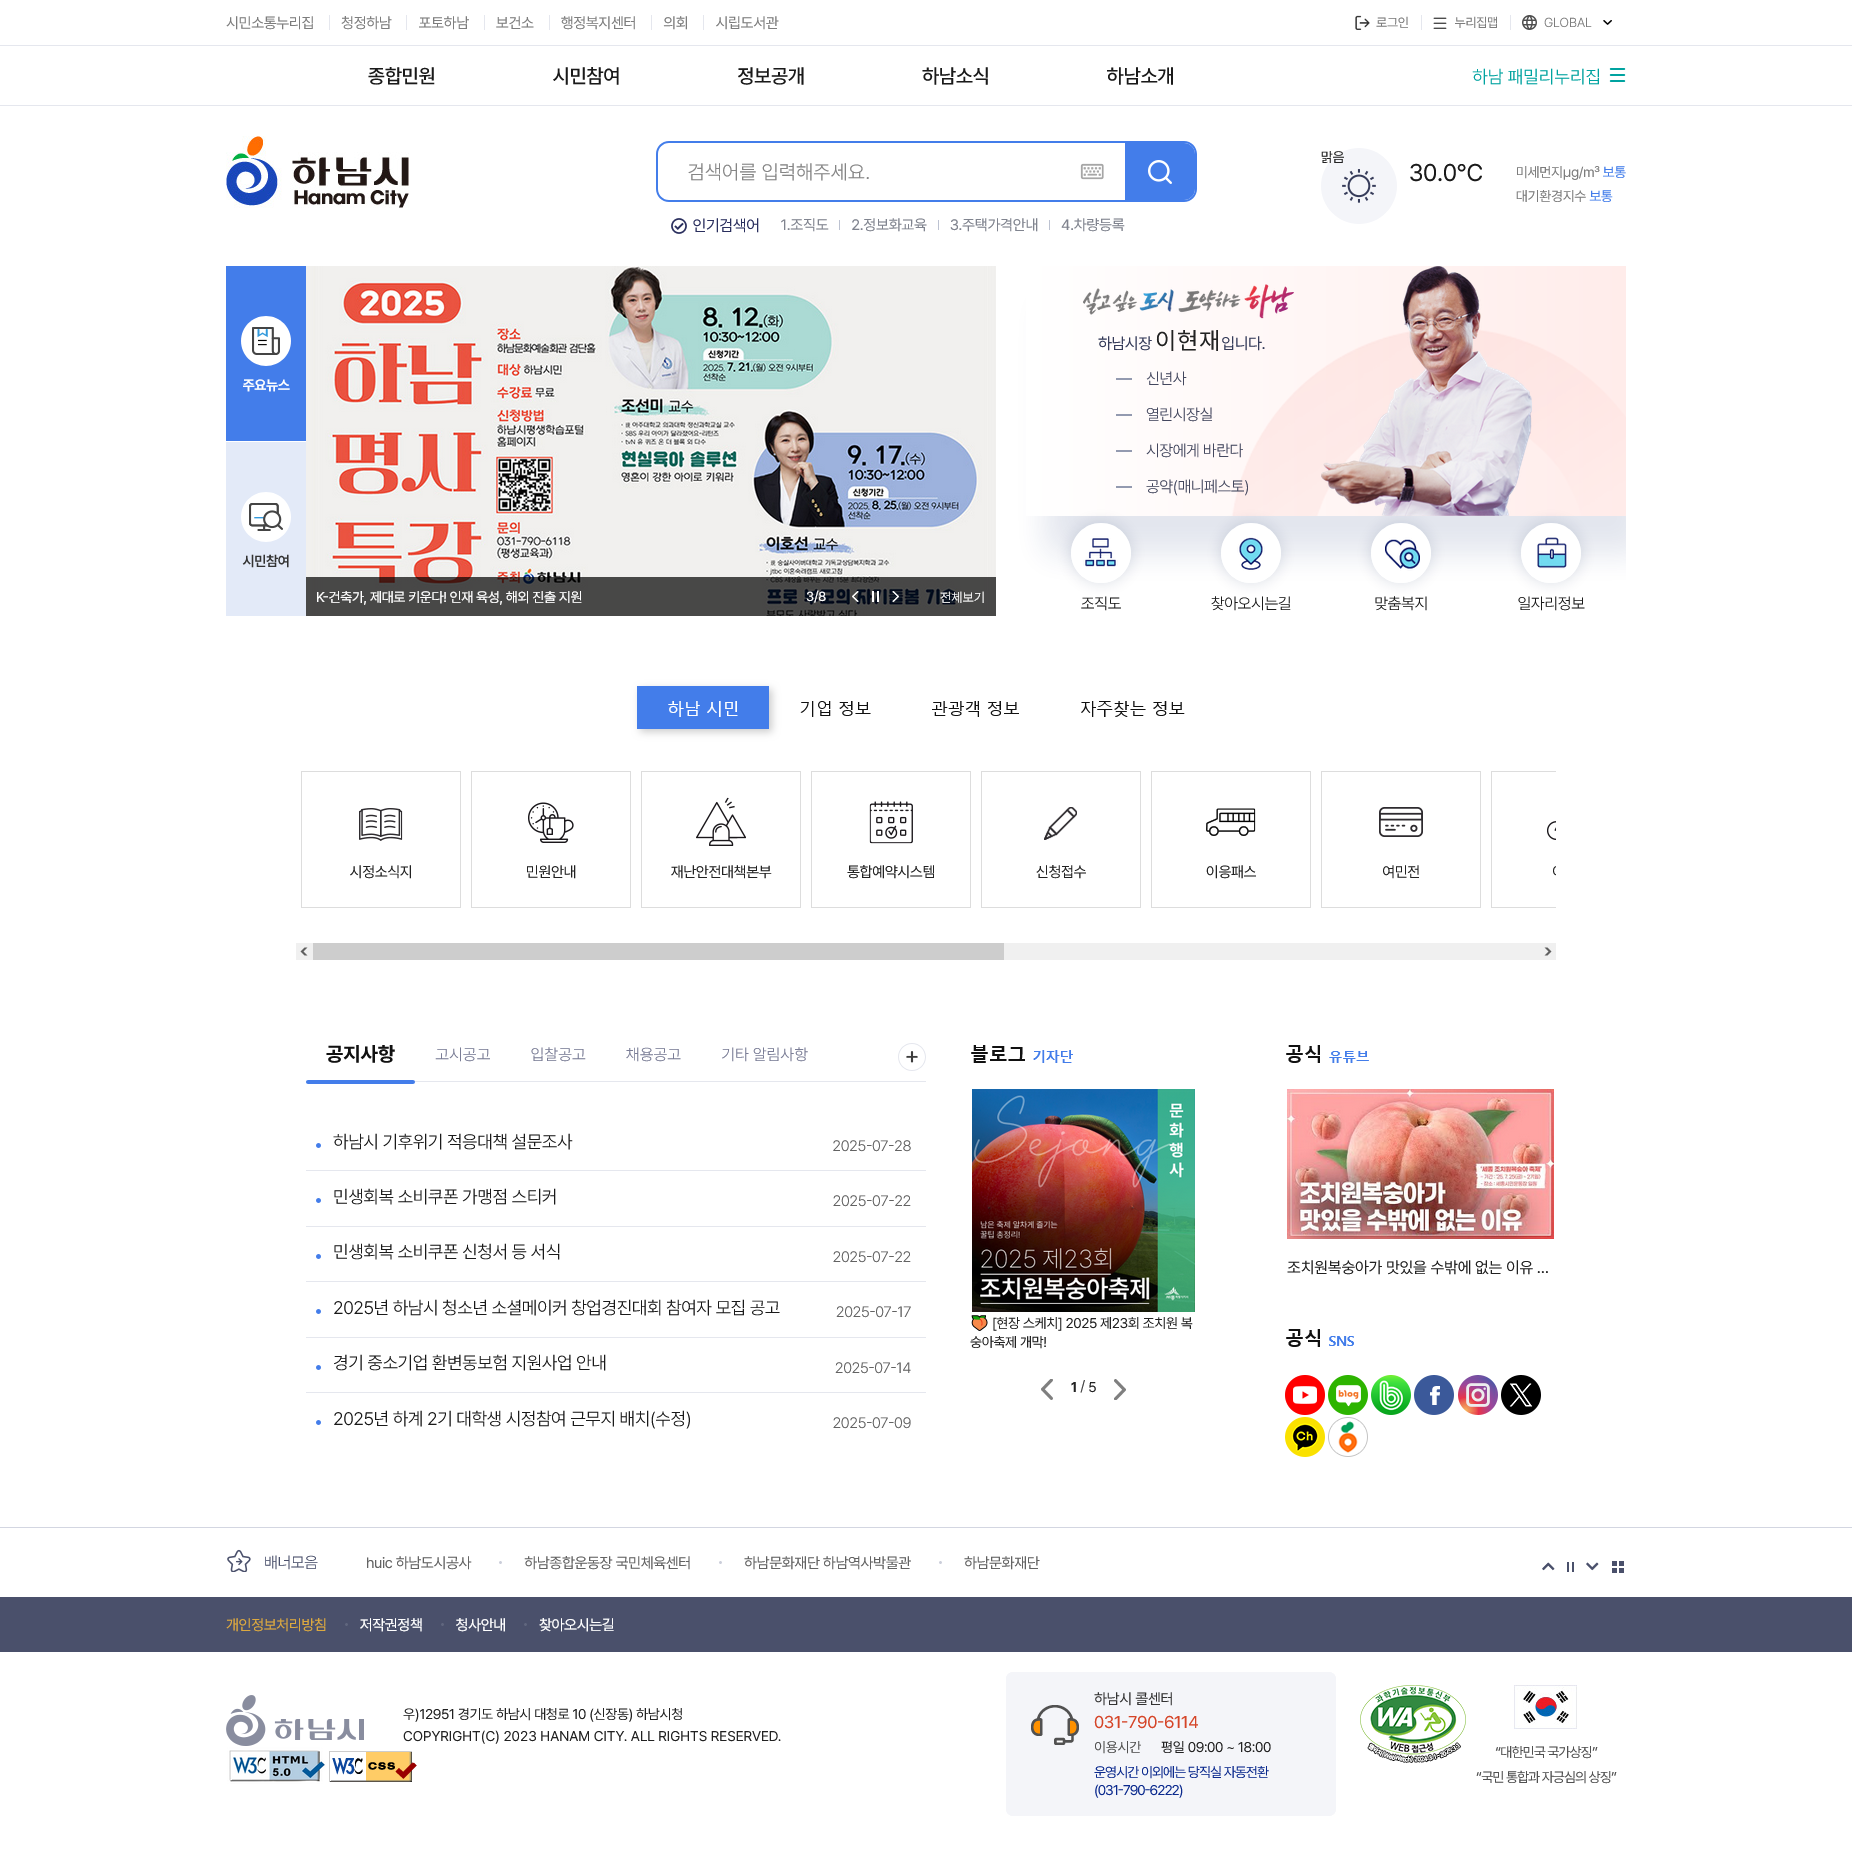 시민소통누리집 청정하남 포토하남 보건소 행정복지센터 의회 시립도서관 로그인 누리집맵 GLOBAL
종합민원 시민참여 정보공개 하남소식 하남소개 하남 패밀리누리집
하남시
Hanam City
검색어를 입력해주세요.
인기검색어 1.조직도 2.정보화교육 3.주택가격안내 4.차량등록
맑음
30.0°C
미세먼지μg/m³ 보통
대기환경지수 보통
주요뉴스
시민참여
2025
하남
명사
특강
장소
하남문화예술회관 검단홀
대상 하남시민
수강료 무료
신청방법
하남시평생학습포털
홈페이지
문의
031-790-6118
(평생교육과)
주최 하남시
8. 12.(화)
10:30~12:00
신청기간
2025. 7. 21.(월) 오전 9시부터
선착순
조선미 교수
현실육아 솔루션
영혼이 강한 아이로 키워라
9. 17.(수)
10:30~12:00
신청기간
2025. 8. 25.(월) 오전 9시부터
선착순
이호선 교수
K-건축가, 제대로 키운다! 인재 육성, 해외 진출 지원
3/8
전체보기
살고 싶은 도시 도약하는 하남
하남시장 이현재입니다.
신년사
열린시장실
시장에게 바란다
공약(매니페스토)
조직도 찾아오시는길 맞춤복지 일자리정보
하남 시민 기업 정보 관광객 정보 자주찾는 정보
시정소식지 민원안내 재난안전대책본부 통합예약시스템 신청접수 이응패스 여민전
공지사항 고시공고 입찰공고 채용공고 기타 알림사항
하남시 기후위기 적응대책 설문조사 2025-07-28
민생회복 소비쿠폰 가맹점 스티커 2025-07-22
민생회복 소비쿠폰 신청서 등 서식 2025-07-22
2025년 하남시 청소년 소셜메이커 창업경진대회 참여자 모집 공고 2025-07-17
경기 중소기업 환변동보험 지원사업 안내 2025-07-14
2025년 하계 2기 대학생 시정참여 근무지 배치(수정) 2025-07-09
블로그 기자단
Sejong
문화행사
남은 축제 알차게 즐기는
꿀팁 총정리!
2025 제23회
조치원복숭아축제
[현장 스케치] 2025 제23회 조치원 복
숭아축제 개막!
1 / 5
공식 유튜브
조치원복숭아가
맛있을 수밖에 없는 이유
조치원복숭아가 맛있을 수밖에 없는 이유 ...
공식 SNS
blog
Ch
배너모음 huic 하남도시공사 하남종합운동장 국민체육센터 하남문화재단 하남역사박물관 하남문화재단
개인정보처리방침 저작권정책 청사안내 찾아오시는길
하남시
우)12951 경기도 하남시 대청로 10 (신장동) 하남시청
COPYRIGHT(C) 2023 HANAM CITY. ALL RIGHTS RESERVED.
W3C HTML 5.0
W3C css
하남시 콜센터
031-790-6114
이용시간 평일 09:00 ~ 18:00
운영시간 이외에는 당직실 자동전환
(031-790-6222)
과학기술정보통신부
WA
WEB 접근성
“대한민국 국가상징”
“국민 통합과 자긍심의 상징”